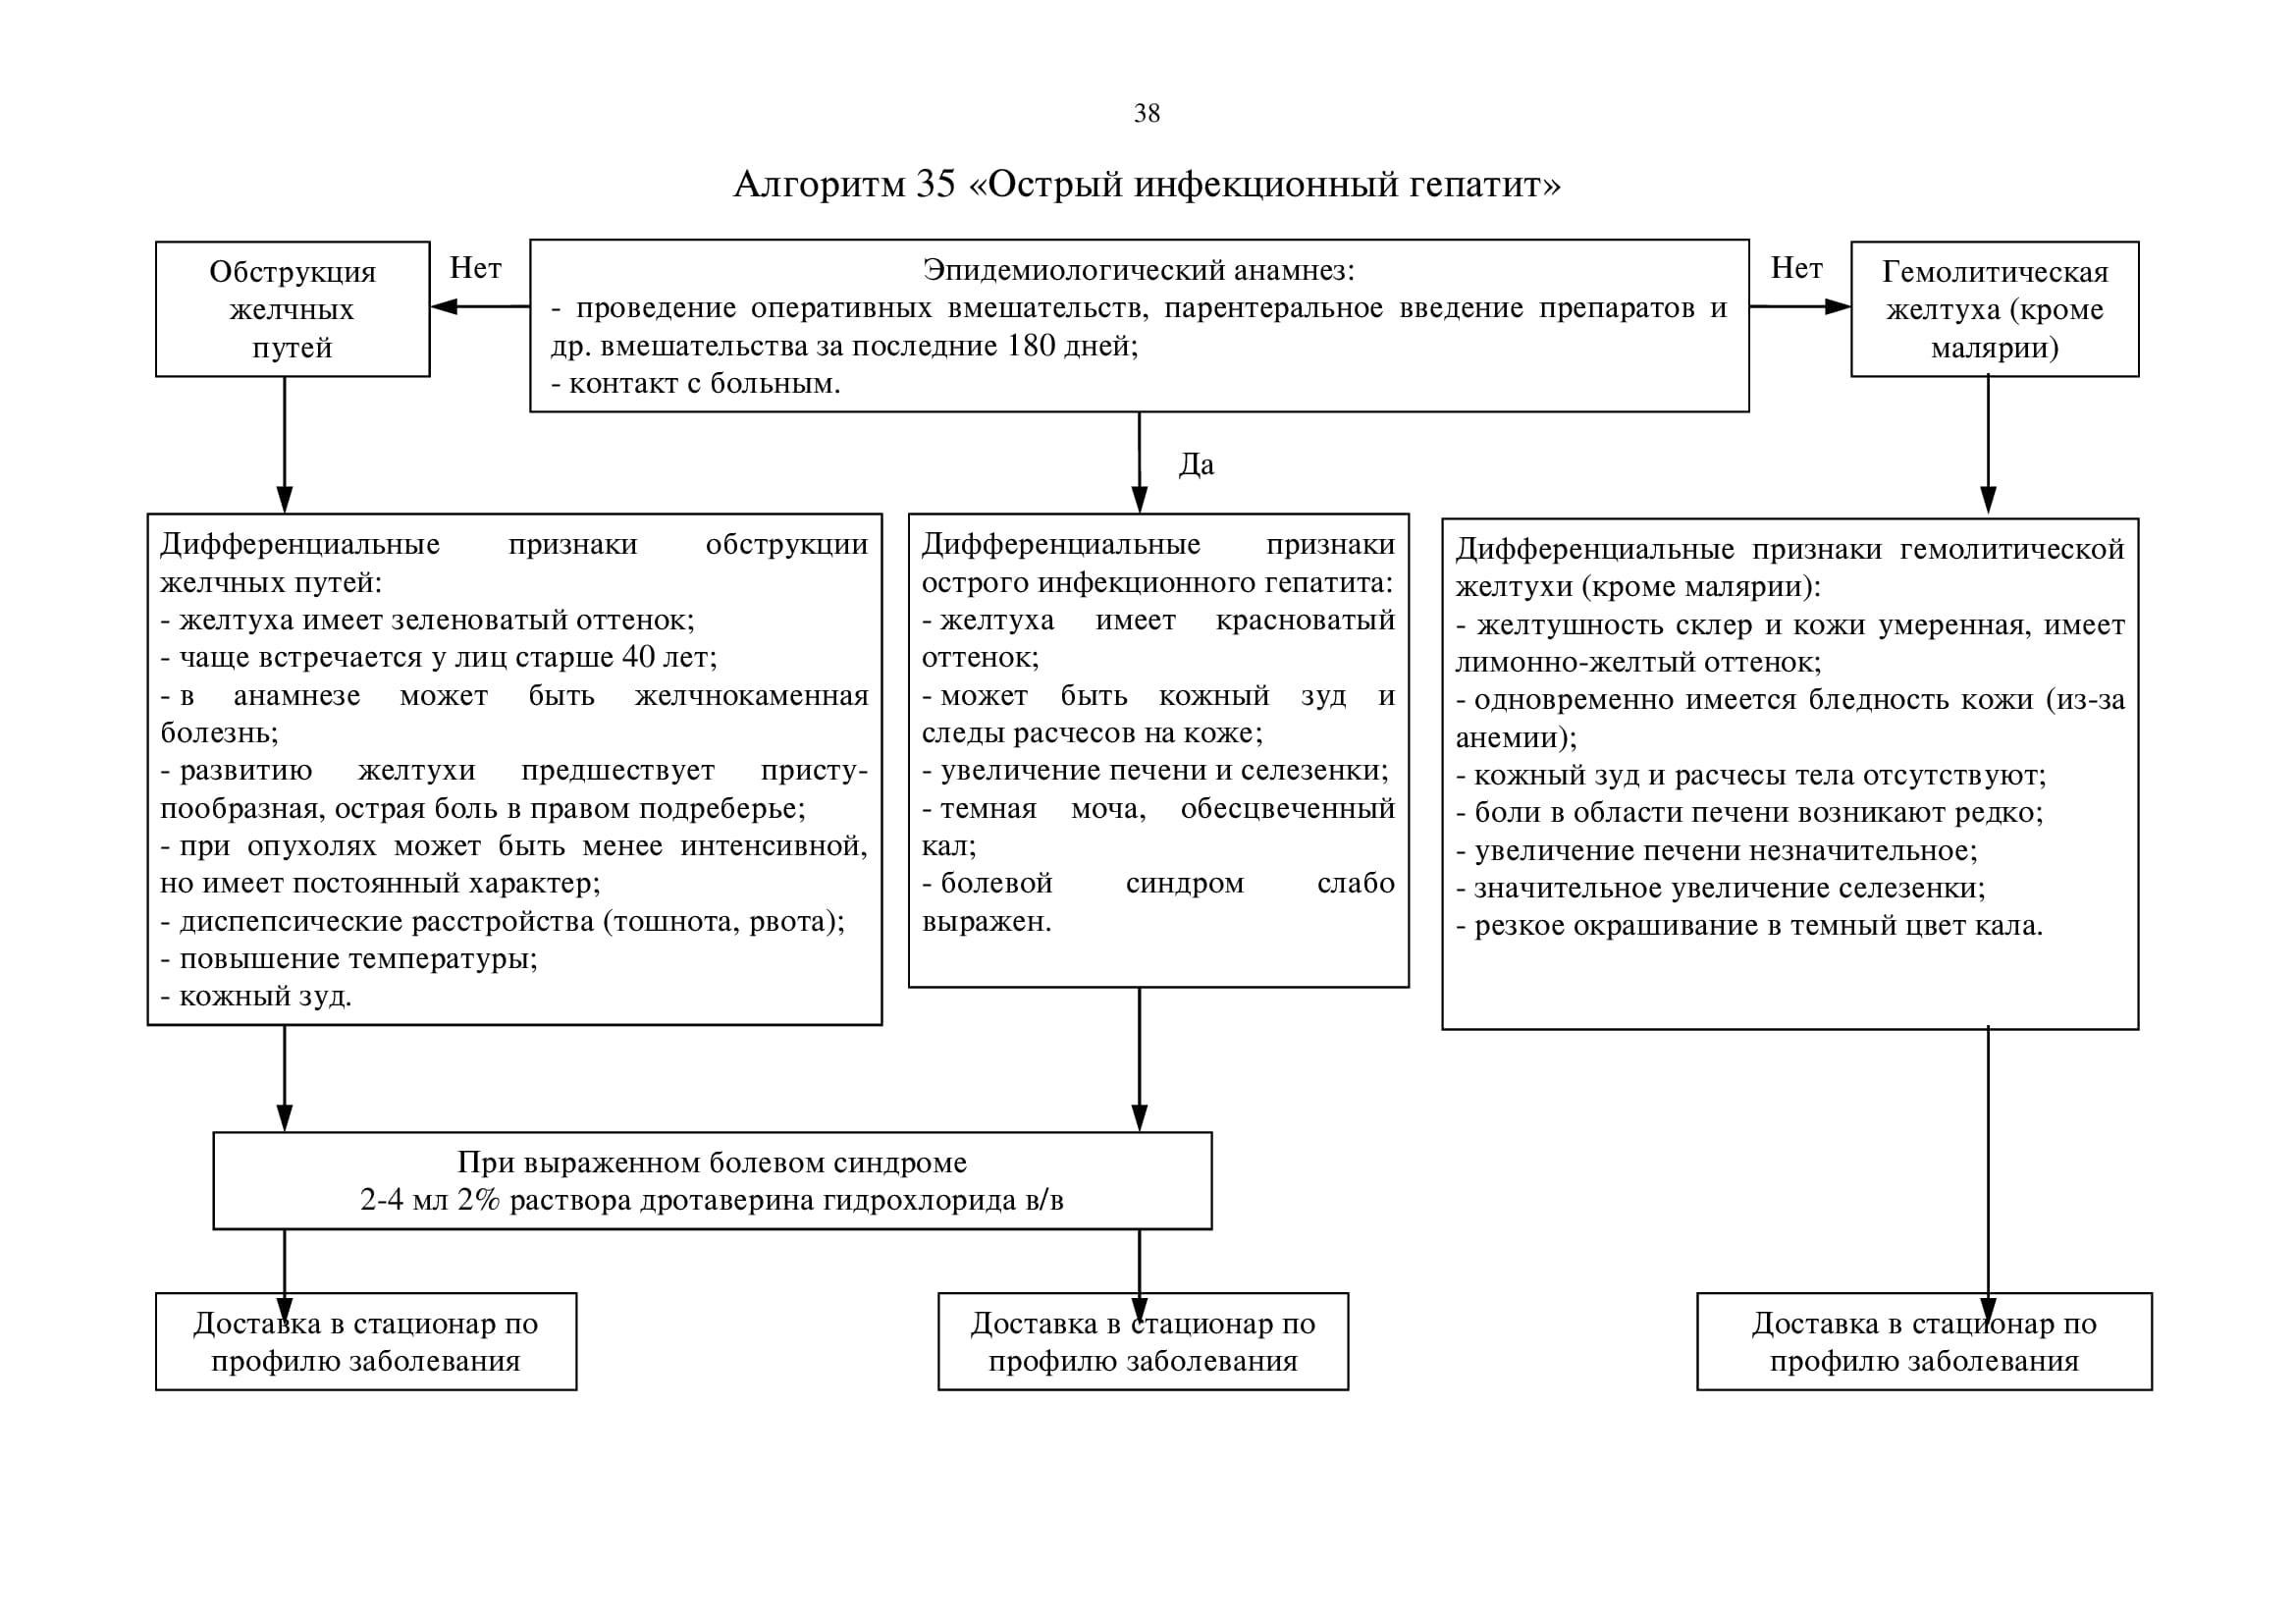 38
Алгоритм 35 «Острый инфекционный гепатит»
Обструкция
желчных
путей
Нет
Эпидемиологический анамнез:
- проведение оперативных вмешательств, парентеральное введение препаратов и
др. вмешательства за последние 180 дней;
- контакт с больным.
Нет
Гемолитическая
желтуха (кроме
малярии)
Да
Дифференциальные признаки обструкции
желчных путей:
- желтуха имеет зеленоватый оттенок;
- чаще встречается у лиц старше 40 лет;
- в анамнезе может быть желчнокаменная
болезнь;
- развитию желтухи предшествует присту-
пообразная, острая боль в правом подреберье;
- при опухолях может быть менее интенсивной,
но имеет постоянный характер;
- диспепсические расстройства (тошнота, рвота);
- повышение температуры;
- кожный зуд.
Дифференциальные признаки
острого инфекционного гепатита:
- желтуха имеет красноватый
оттенок;
- может быть кожный зуд и
следы расчесов на коже;
- увеличение печени и селезенки;
- темная моча, обесцвеченный
кал;
- болевой синдром слабо
выражен.
Дифференциальные признаки гемолитической
желтухи (кроме малярии):
- желтушность склер и кожи умеренная, имеет
лимонно-желтый оттенок;
- одновременно имеется бледность кожи (из-за
анемии);
- кожный зуд и расчесы тела отсутствуют;
- боли в области печени возникают редко;
- увеличение печени незначительное;
- значительное увеличение селезенки;
- резкое окрашивание в темный цвет кала.
При выраженном болевом синдроме
2-4 мл 2% раствора дротаверина гидрохлорида в/в
Доставка в стационар по
профилю заболевания
Доставка в стационар по
профилю заболевания
Доставка в стационар по
профилю заболевания